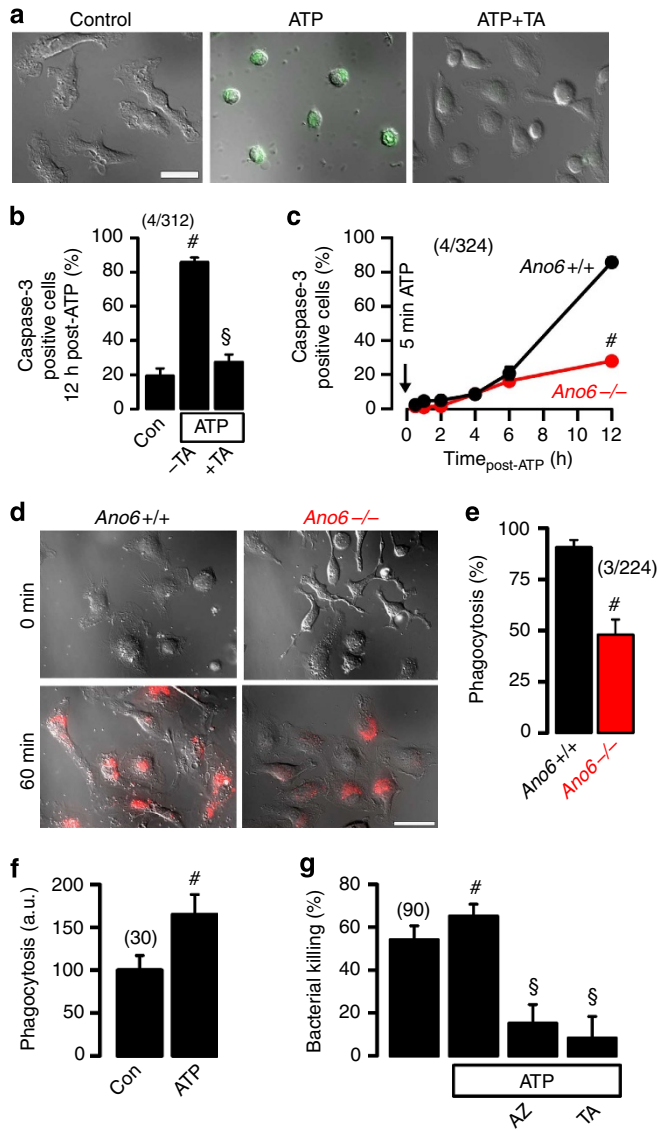 a
Control
ATP
ATP+TA
b
(4/312)
#
§
100
80
60
40
20
0
Caspase-3
positive cells
12 h post-ATP (%)
Con
–TA
+TA
ATP
c
(4/324)
Ano6+/+
#
Ano6–/–
5 min ATP
100
80
60
40
20
0
Caspase-3
positive cells (%)
0 2 4 6 8 10 12
Timepost-ATP (h)
d
Ano6+/+
Ano6–/–
0 min
60 min
e
100
75
50
25
0
Phagocytosis (%)
(3/224)
#
Ano6+/+
Ano6–/–
f
200
150
100
50
0
Phagocytosis (a.u.)
(30)
#
Con
ATP
g
80
60
40
20
0
Bacterial killing (%)
(90)
#
§
§
ATP
AZ
TA